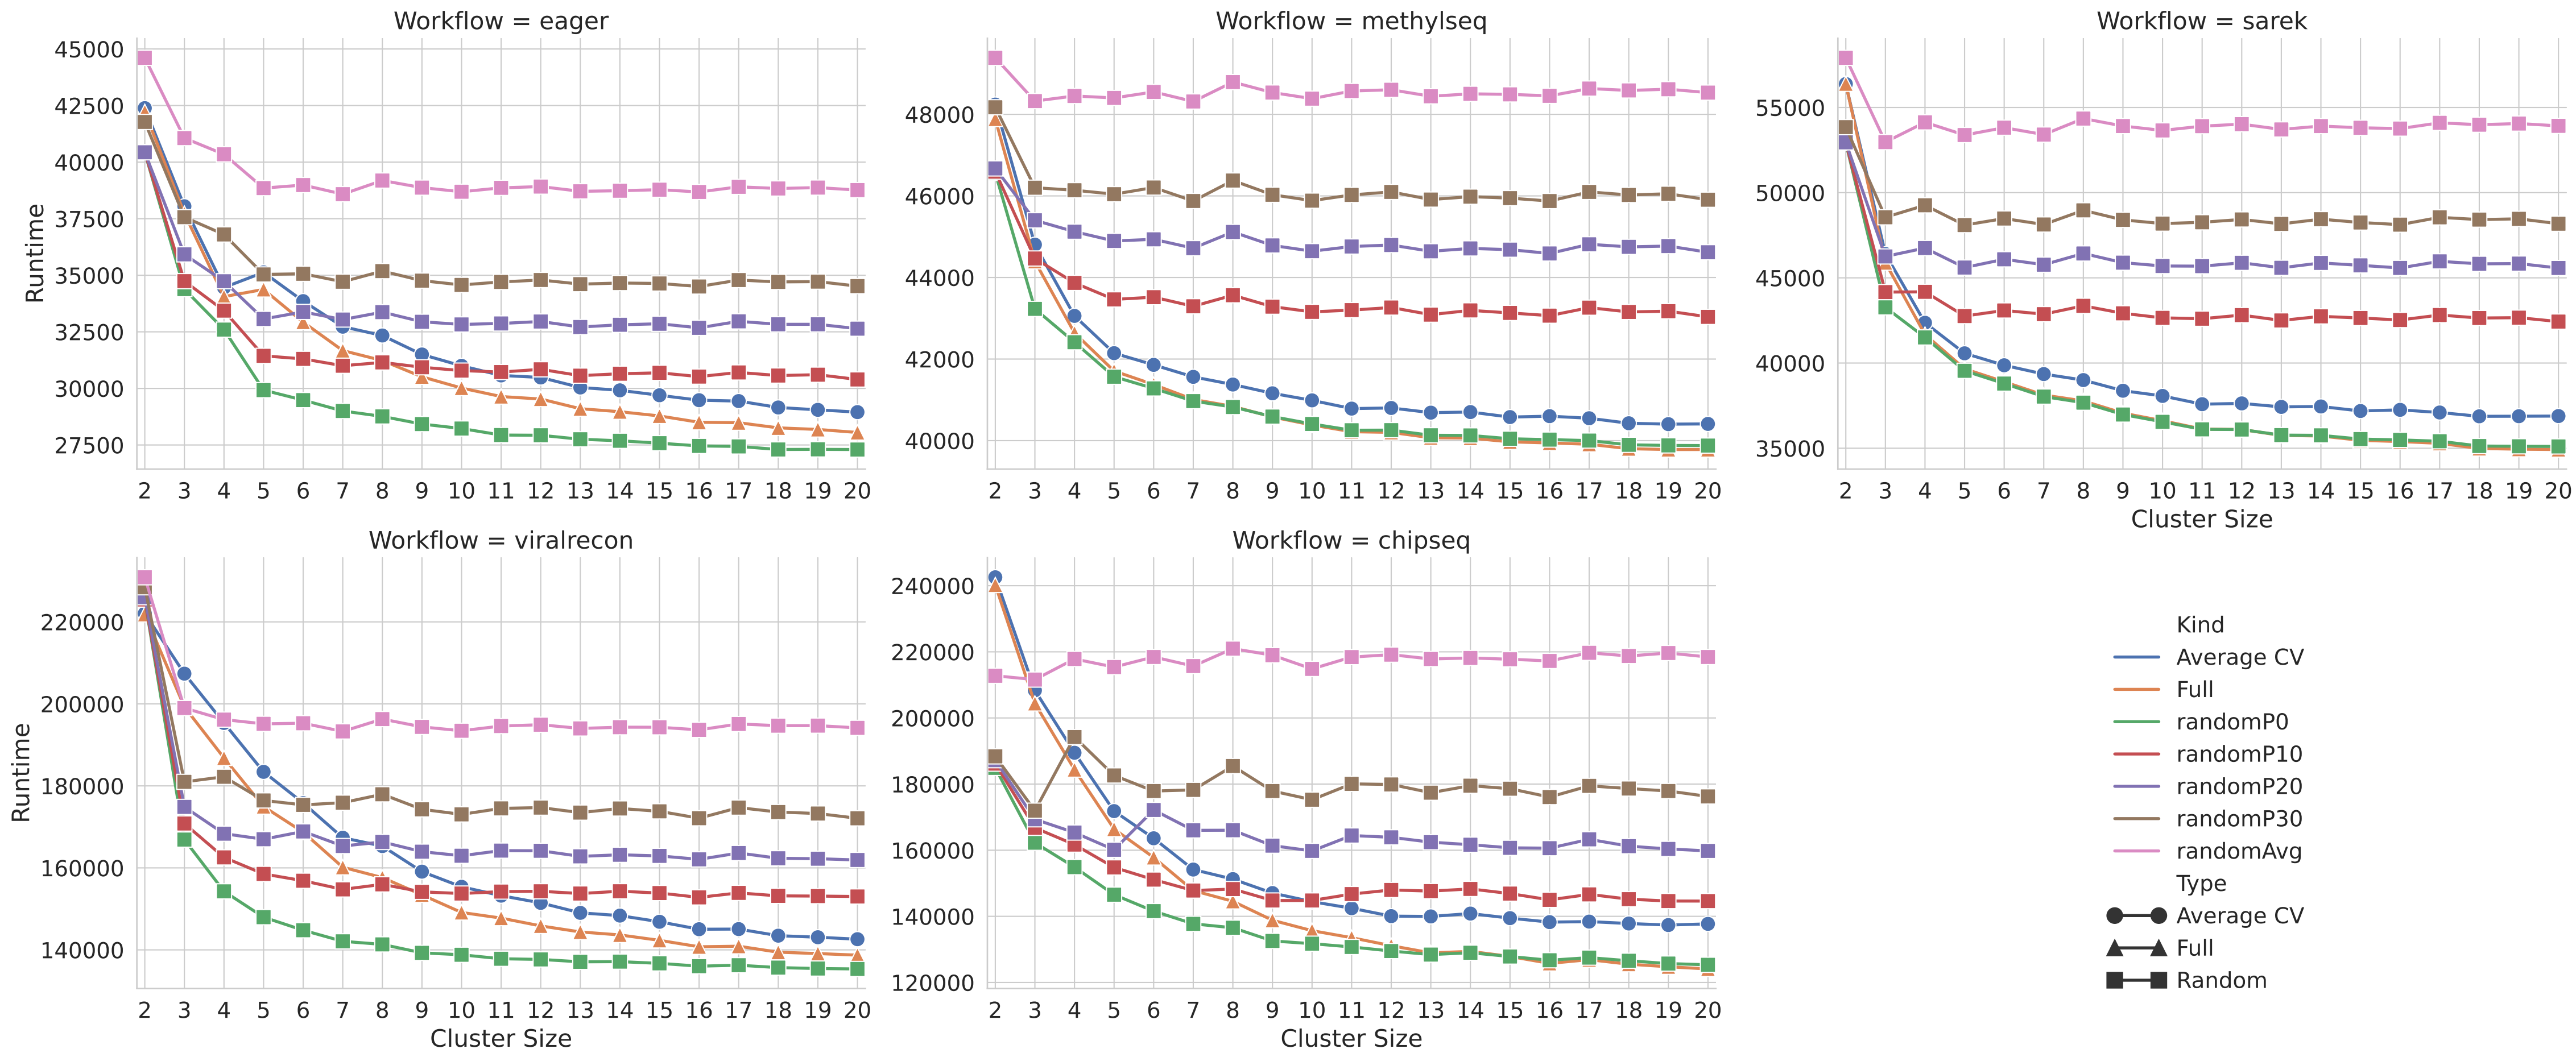 Workflow = eager
Runtime
45000
42500
40000
37500
35000
32500
30000
27500
2 3 4 5 6 7 8 9 10 11 12 13 14 15 16 17 18 19 20
Workflow = methylseq
48000
46000
44000
42000
40000
2 3 4 5 6 7 8 9 10 11 12 13 14 15 16 17 18 19 20
Workflow = sarek
55000
50000
45000
40000
35000
2 3 4 5 6 7 8 9 10 11 12 13 14 15 16 17 18 19 20
Cluster Size
Workflow = viralrecon
Runtime
220000
200000
180000
160000
140000
2 3 4 5 6 7 8 9 10 11 12 13 14 15 16 17 18 19 20
Cluster Size
Workflow = chipseq
240000
220000
200000
180000
160000
140000
120000
2 3 4 5 6 7 8 9 10 11 12 13 14 15 16 17 18 19 20
Cluster Size
Kind
Average CV
Full
randomP0
randomP10
randomP20
randomP30
randomAvg
Type
Average CV
Full
Random